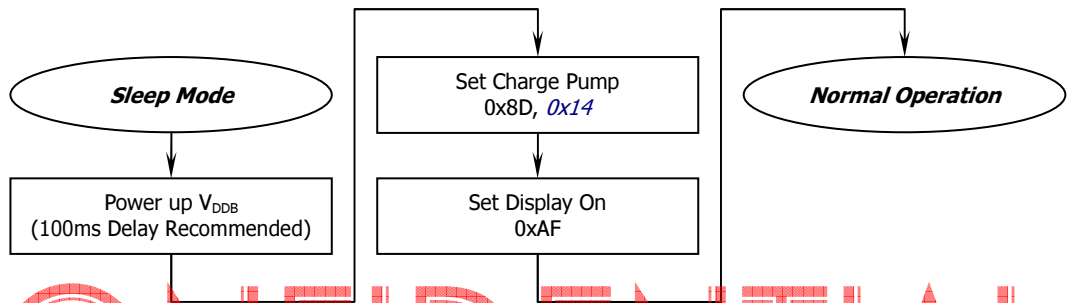 Sleep Mode
Power up VDDB
(100ms Delay Recommended)
Set Charge Pump
0x8D, 0x14
Set Display On
0xAF
Normal Operation